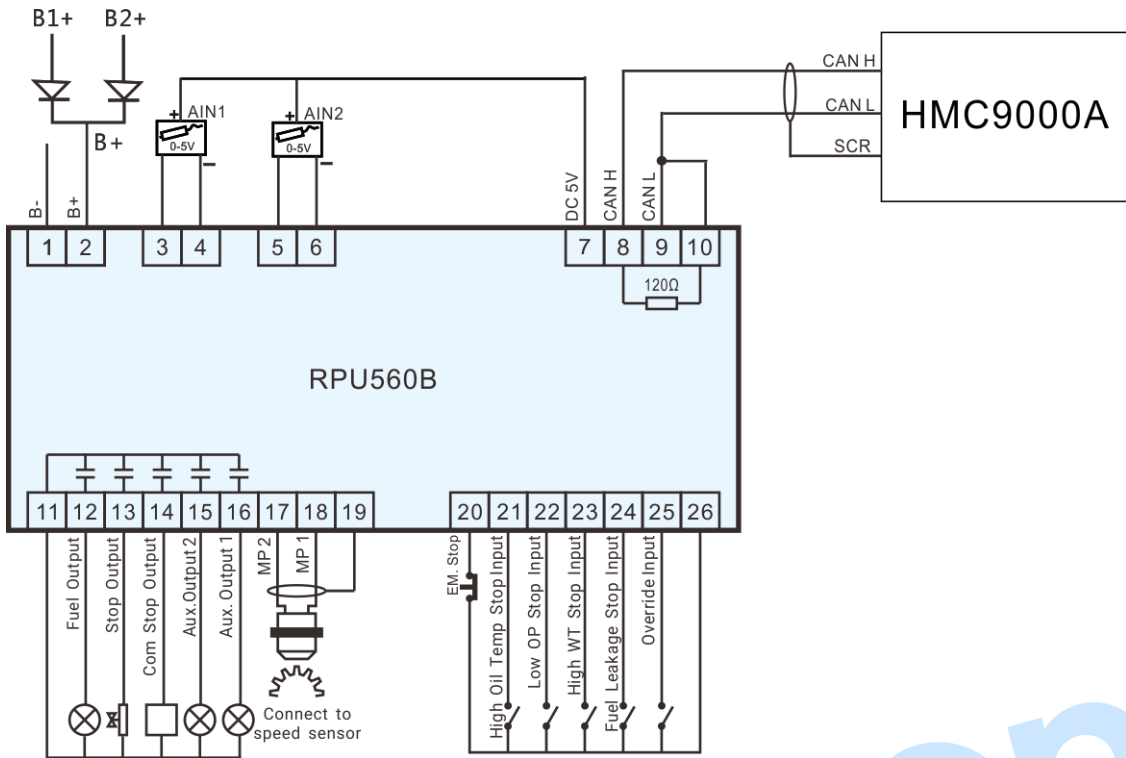 B1+ B2+
B+
+ AIN1
0-5V
−
+ AIN2
0-5V
−
CAN H
CAN L
SCR
HMC9000A
B-
B+
DC 5V
CAN H
CAN L
1 2 3 4 5 6 7 8 9 10
120Ω
RPU560B
11 12 13 14 15 16 17 18 19 20 21 22 23 24 25 26
Fuel Output
Stop Output
Com Stop Output
Aux.Output 2
Aux. Output 1
MP 2
MP 1
EM. Stop
High Oil Temp Stop Input
Low OP Stop Input
High WT Stop Input
Fuel Leakage Stop Input
Override Input
Connect to
speed sensor